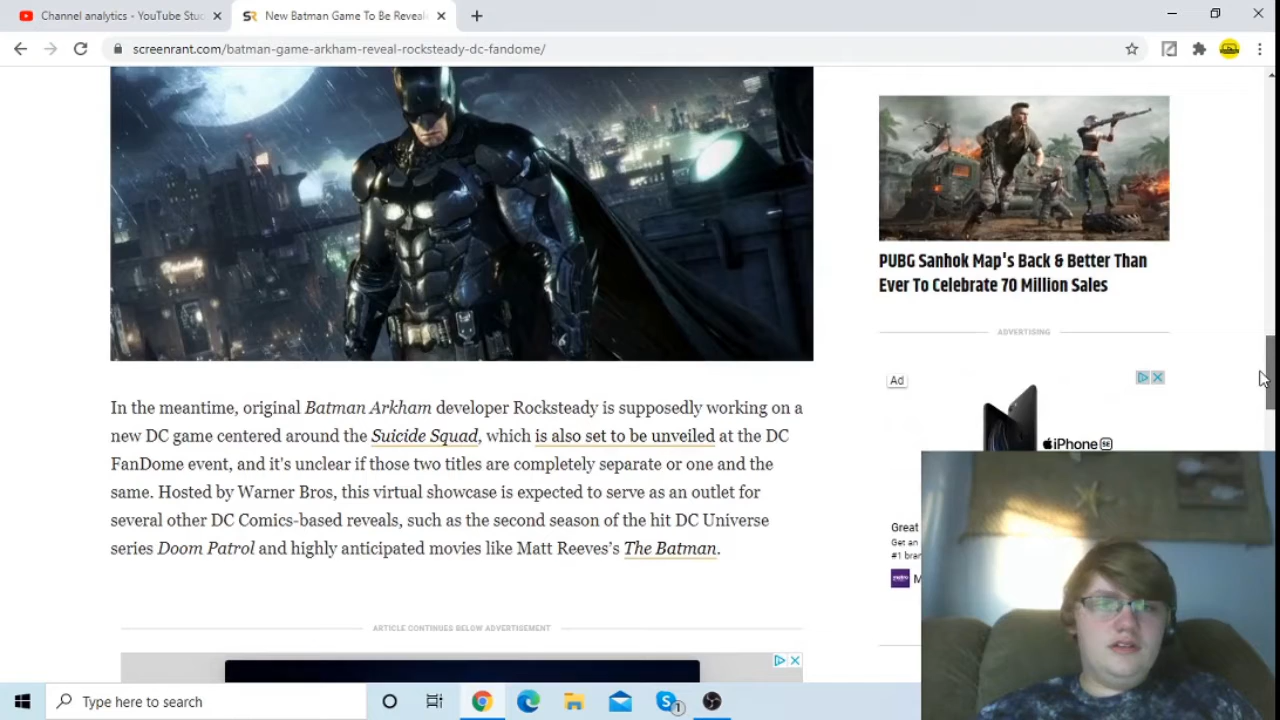 Channel analytics - YouTube Stu
New Batman Game To Be Reveal
screenrant.com/batman-game-arkham-reveal-rocksteady-dc-fandome/
PUBG Sanhok Map's Back & Better Than
Ever To Celebrate 70 Million Sales
ADVERTISING
Ad
iPhone SE
Great
Get an
#1 bran
metro
M
In the meantime, original Batman Arkham developer Rocksteady is supposedly working on a
new DC game centered around the Suicide Squad, which is also set to be unveiled at the DC
FanDome event, and it's unclear if those two titles are completely separate or one and the
same. Hosted by Warner Bros, this virtual showcase is expected to serve as an outlet for
several other DC Comics-based reveals, such as the second season of the hit DC Universe
series Doom Patrol and highly anticipated movies like Matt Reeves's The Batman.
ARTICLE CONTINUES BELOW ADVERTISEMENT
Type here to search
1